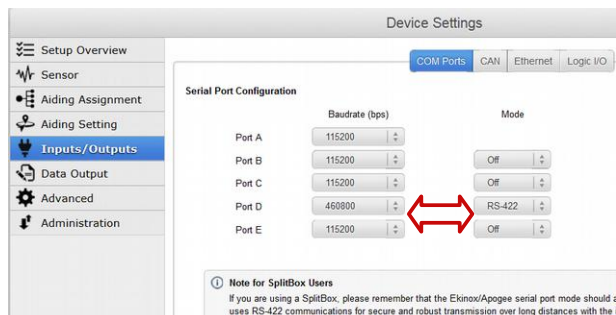 Device Settings
Setup Overview
Sensor
Aiding Assignment
Aiding Setting
Inputs/Outputs
Data Output
Advanced
Administration
COM Ports CAN Ethernet Logic I/O
Serial Port Configuration
Baudrate (bps) Mode
Port A 115200
Port B 115200 Off
Port C 115200 Off
Port D 460800 RS-422
Port E 115200 Off
Note for SplitBox Users
If you are using a SplitBox, please remember that the Ekinox/Apogee serial port mode should a
uses RS-422 communications for secure and robust transmission over long distances with the